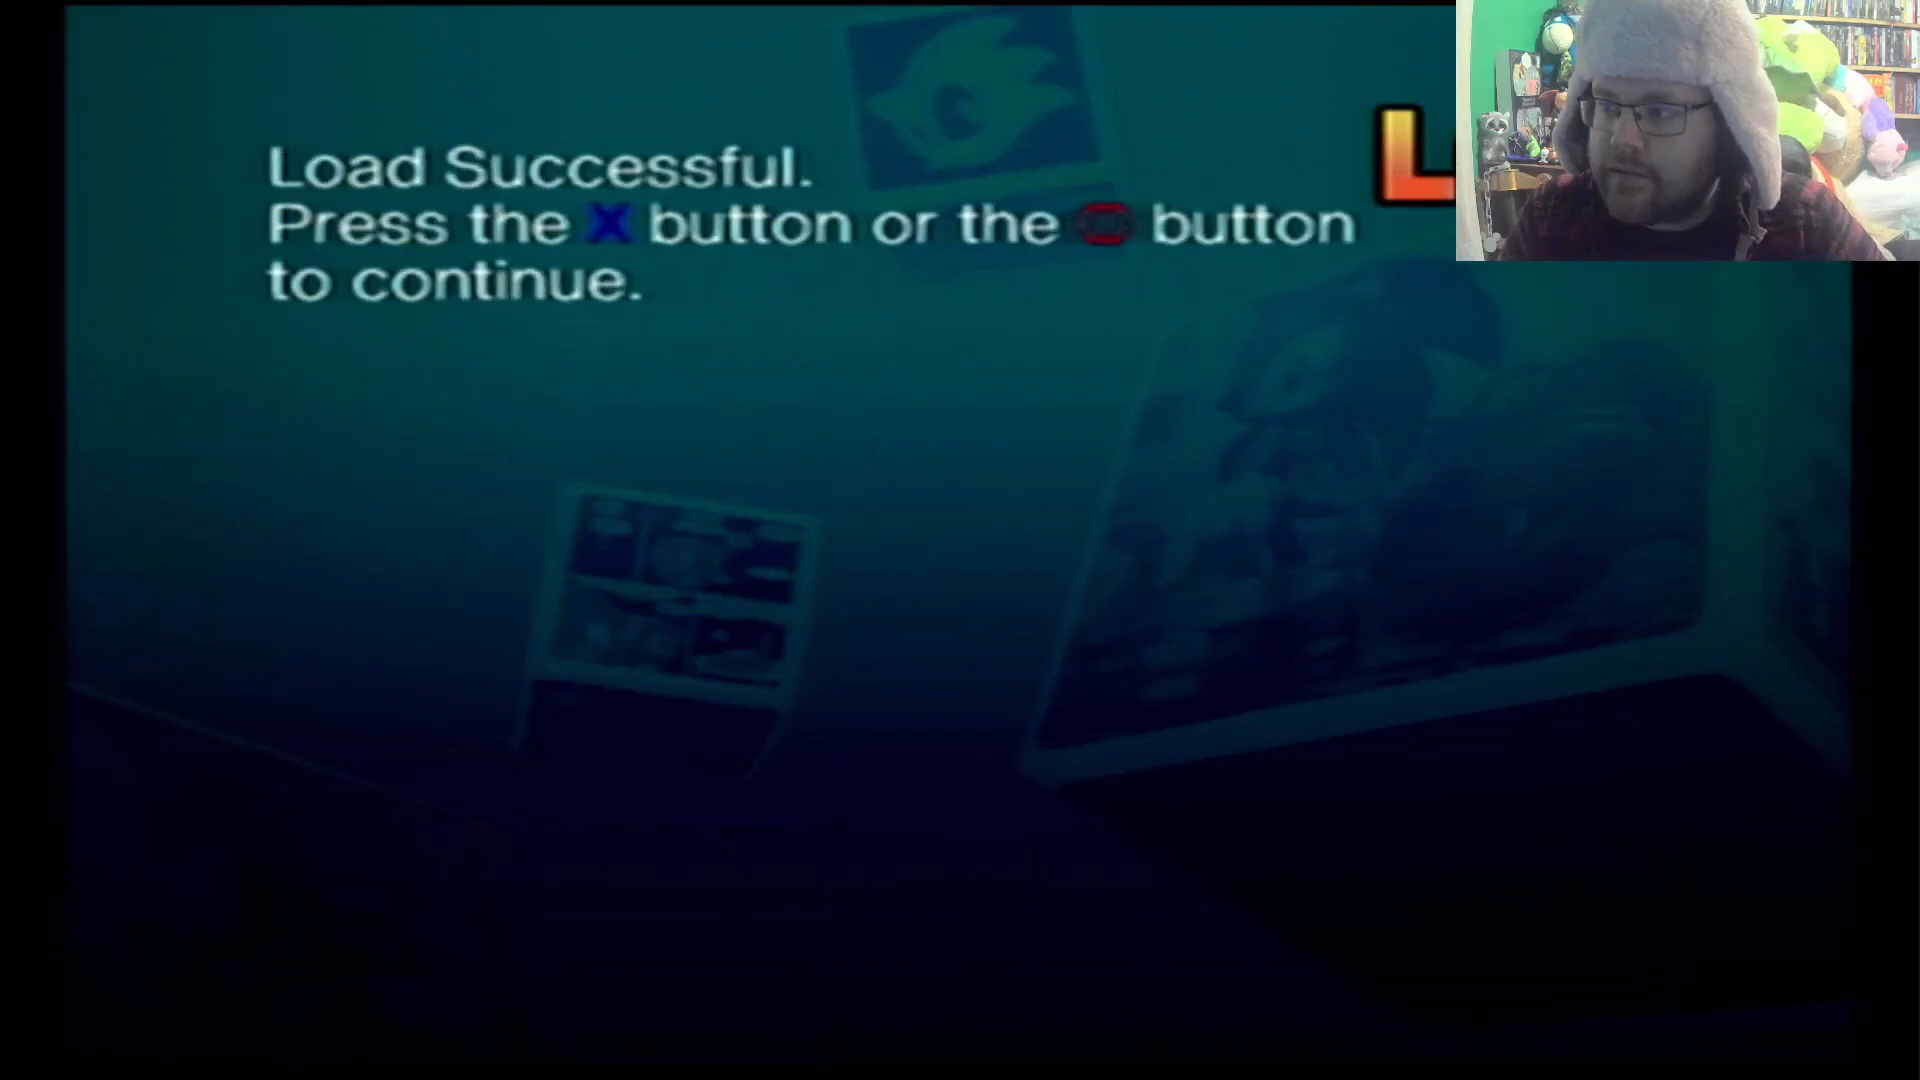 Load Successful.
Press the X button or the button
to continue.
L